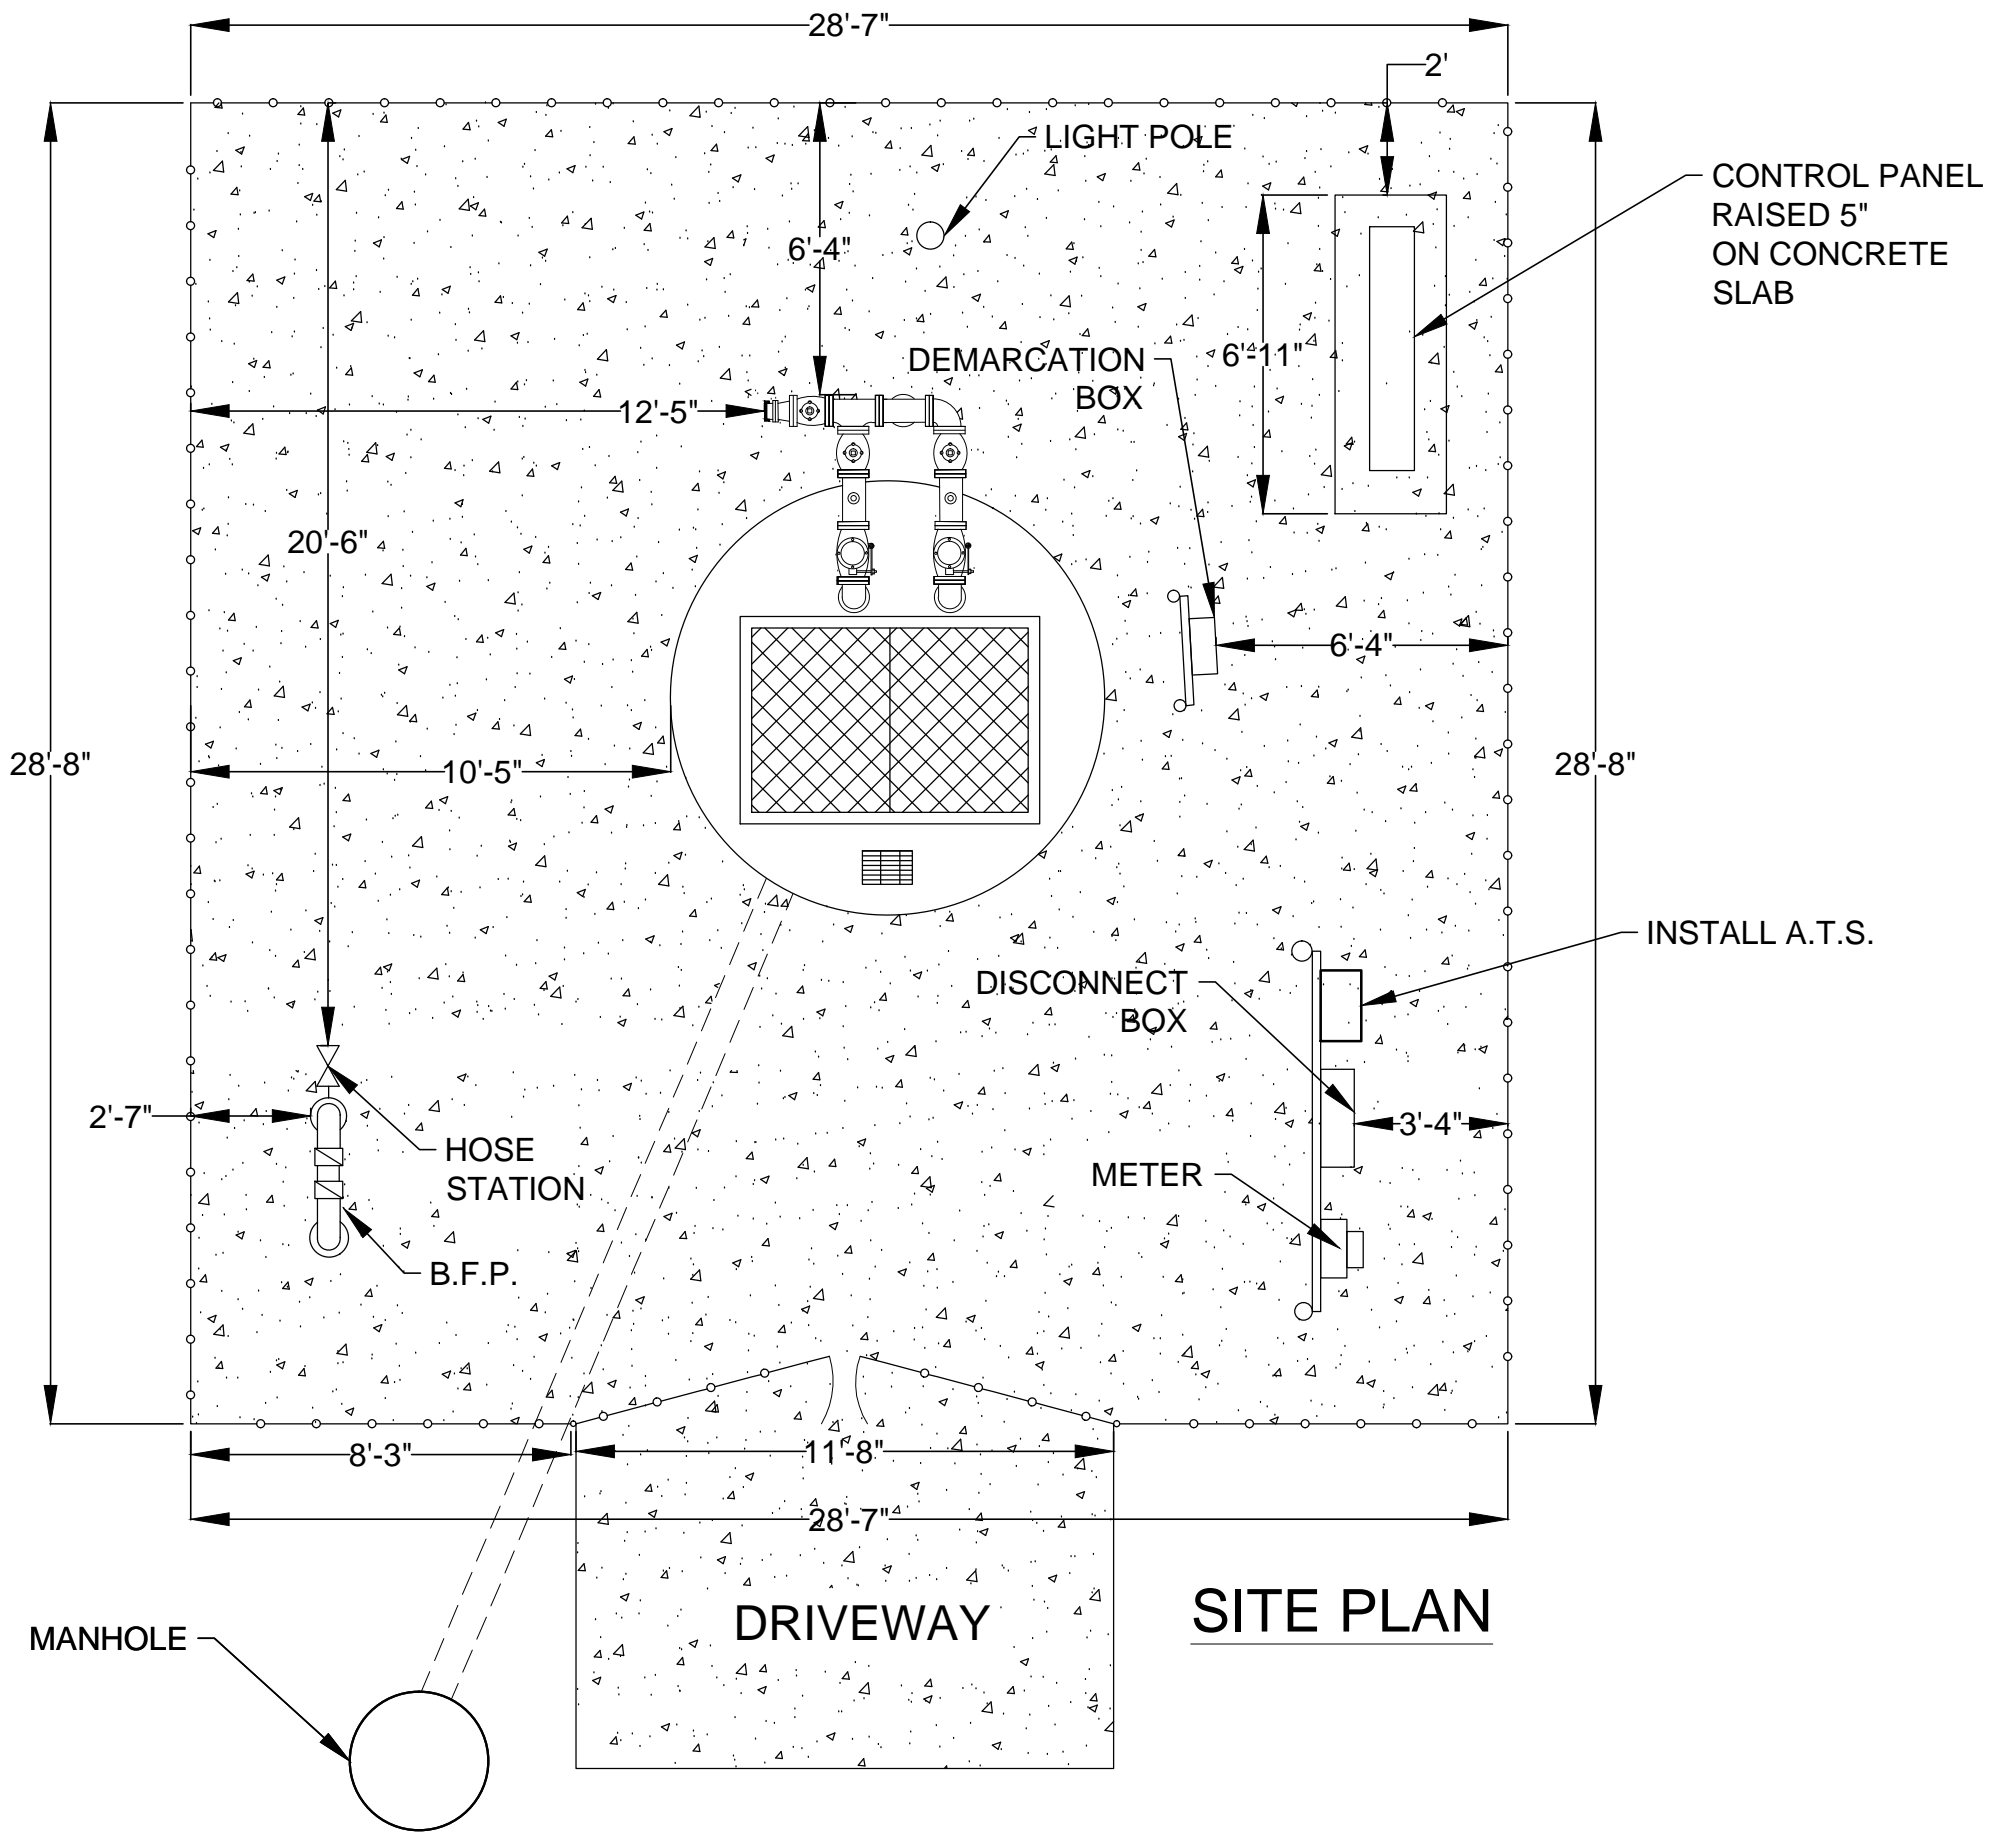 28'-7"
2'
LIGHT POLE
CONTROL PANEL
RAISED 5"
ON CONCRETE
SLAB
6'-4"
DEMARCATION
BOX
6'-11"
12'-5"
20'-6"
6'-4"
28'-8"
10'-5"
28'-8"
INSTALL A.T.S.
DISCONNECT
BOX
2'-7"
3'-4"
HOSE
STATION
METER
B.F.P.
8'-3"
11'-8"
28'-7"
DRIVEWAY
SITE PLAN
MANHOLE